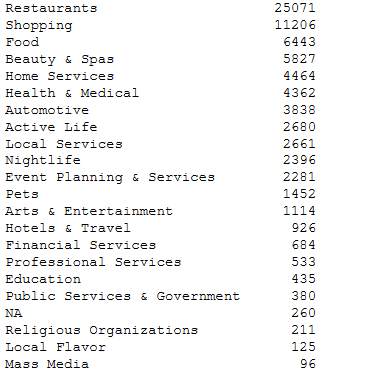 Restaurants 25071
Shopping 11206
Food 6443
Beauty & Spas 5827
Home Services 4464
Health & Medical 4362
Automotive 3838
Active Life 2680
Local Services 2661
Nightlife 2396
Event Planning & Services 2281
Pets 1452
Arts & Entertainment 1114
Hotels & Travel 926
Financial Services 684
Professional Services 533
Education 435
Public Services & Government 380
NA 260
Religious Organizations 211
Local Flavor 125
Mass Media 96